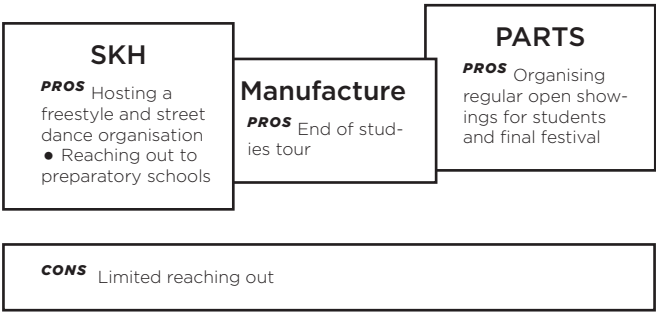 SKH
PROS Hosting a
freestyle and street
dance organisation
● Reaching out to
preparatory schools
Manufacture
PROS End of stud-
ies tour
PARTS
PROS Organising
regular open show-
ings for students
and final festival
CONS Limited reaching out